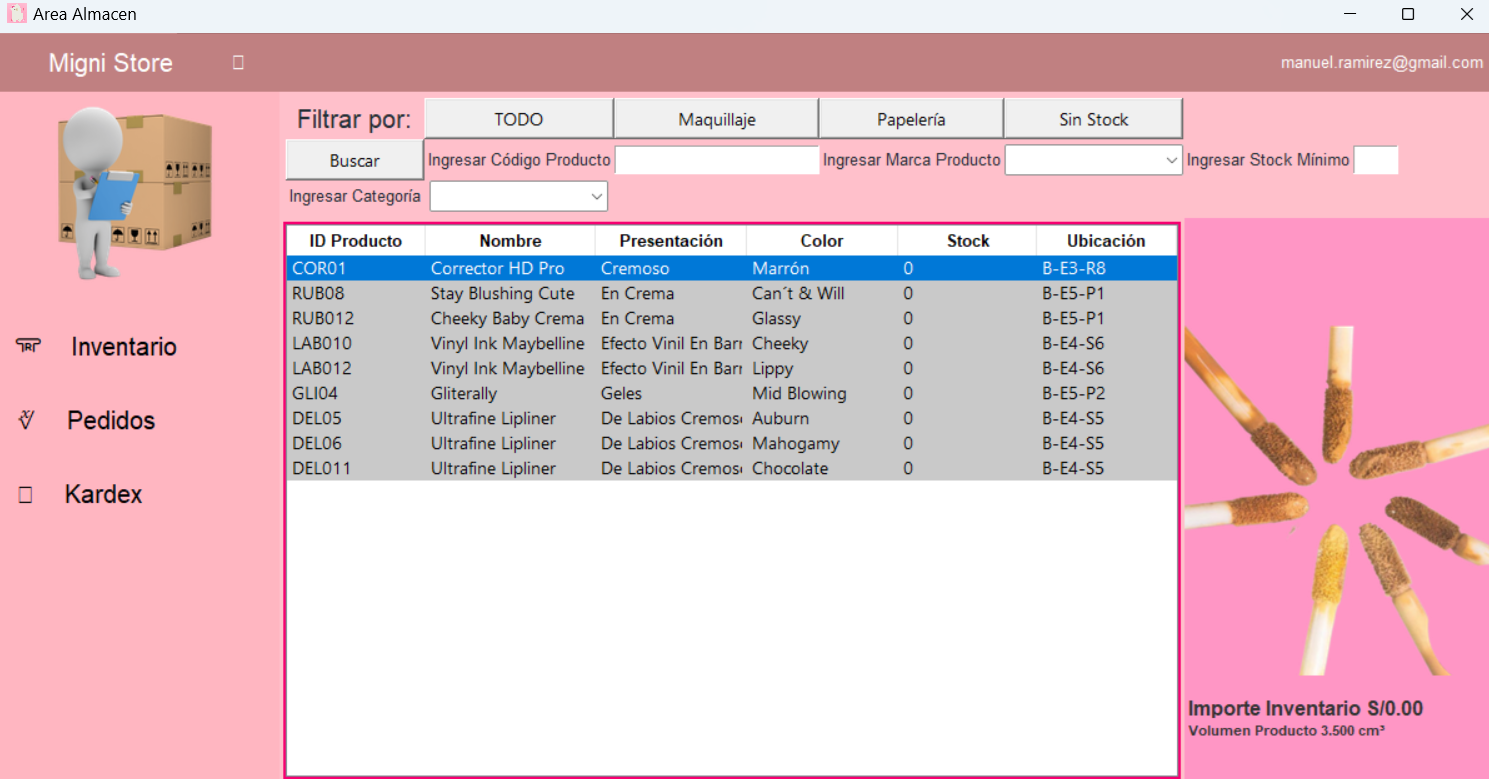 Area Almacen
Migni Store
manuel.ramirez@gmail.com
Filtrar por: TODO Maquillaje Papelería Sin Stock
Buscar Ingresar Código Producto Ingresar Marca Producto Ingresar Stock Mínimo
Ingresar Categoría
Inventario
Pedidos
Kardex
ID Producto Nombre Presentación Color Stock Ubicación
COR01 Corrector HD Pro Cremoso Marrón 0 B-E3-R8
RUB08 Stay Blushing Cute En Crema Can´t & Will 0 B-E5-P1
RUB012 Cheeky Baby Crema En Crema Glassy 0 B-E5-P1
LAB010 Vinyl Ink Maybelline Efecto Vinil En Barr Cheeky 0 B-E4-S6
LAB012 Vinyl Ink Maybelline Efecto Vinil En Barr Lippy 0 B-E4-S6
GLI04 Gliterally Geles Mid Blowing 0 B-E5-P2
DEL05 Ultrafine Lipliner De Labios Cremos Auburn 0 B-E4-S5
DEL06 Ultrafine Lipliner De Labios Cremos Mahogamy 0 B-E4-S5
DEL011 Ultrafine Lipliner De Labios Cremos Chocolate 0 B-E4-S5
Importe Inventario S/0.00
Volumen Producto 3.500 cm³